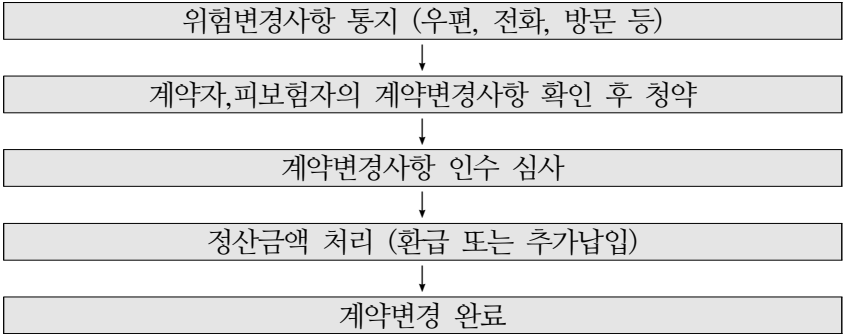 위험변경사항 통지 (우편, 전화, 방문 등)
계약자,피보험자의 계약변경사항 확인 후 청약
계약변경사항 인수 심사
정산금액 처리 (환급 또는 추가납입)
계약변경 완료